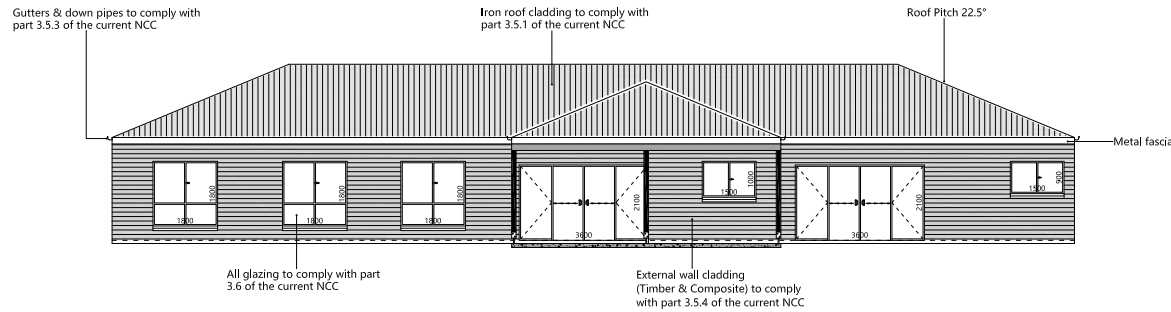 Gutters & down pipes to comply with
part 3.5.3 of the current NCC
Iron roof cladding to comply with
part 3.5.1 of the current NCC
Roof Pitch 22.5°
Metal fascia
1800
1800
1800
1800
1800
1800
2100
3600
1000
1500
2100
3600
900
1500
All glazing to comply with part
3.6 of the current NCC
External wall cladding
(Timber & Composite) to comply
with part 3.5.4 of the current NCC